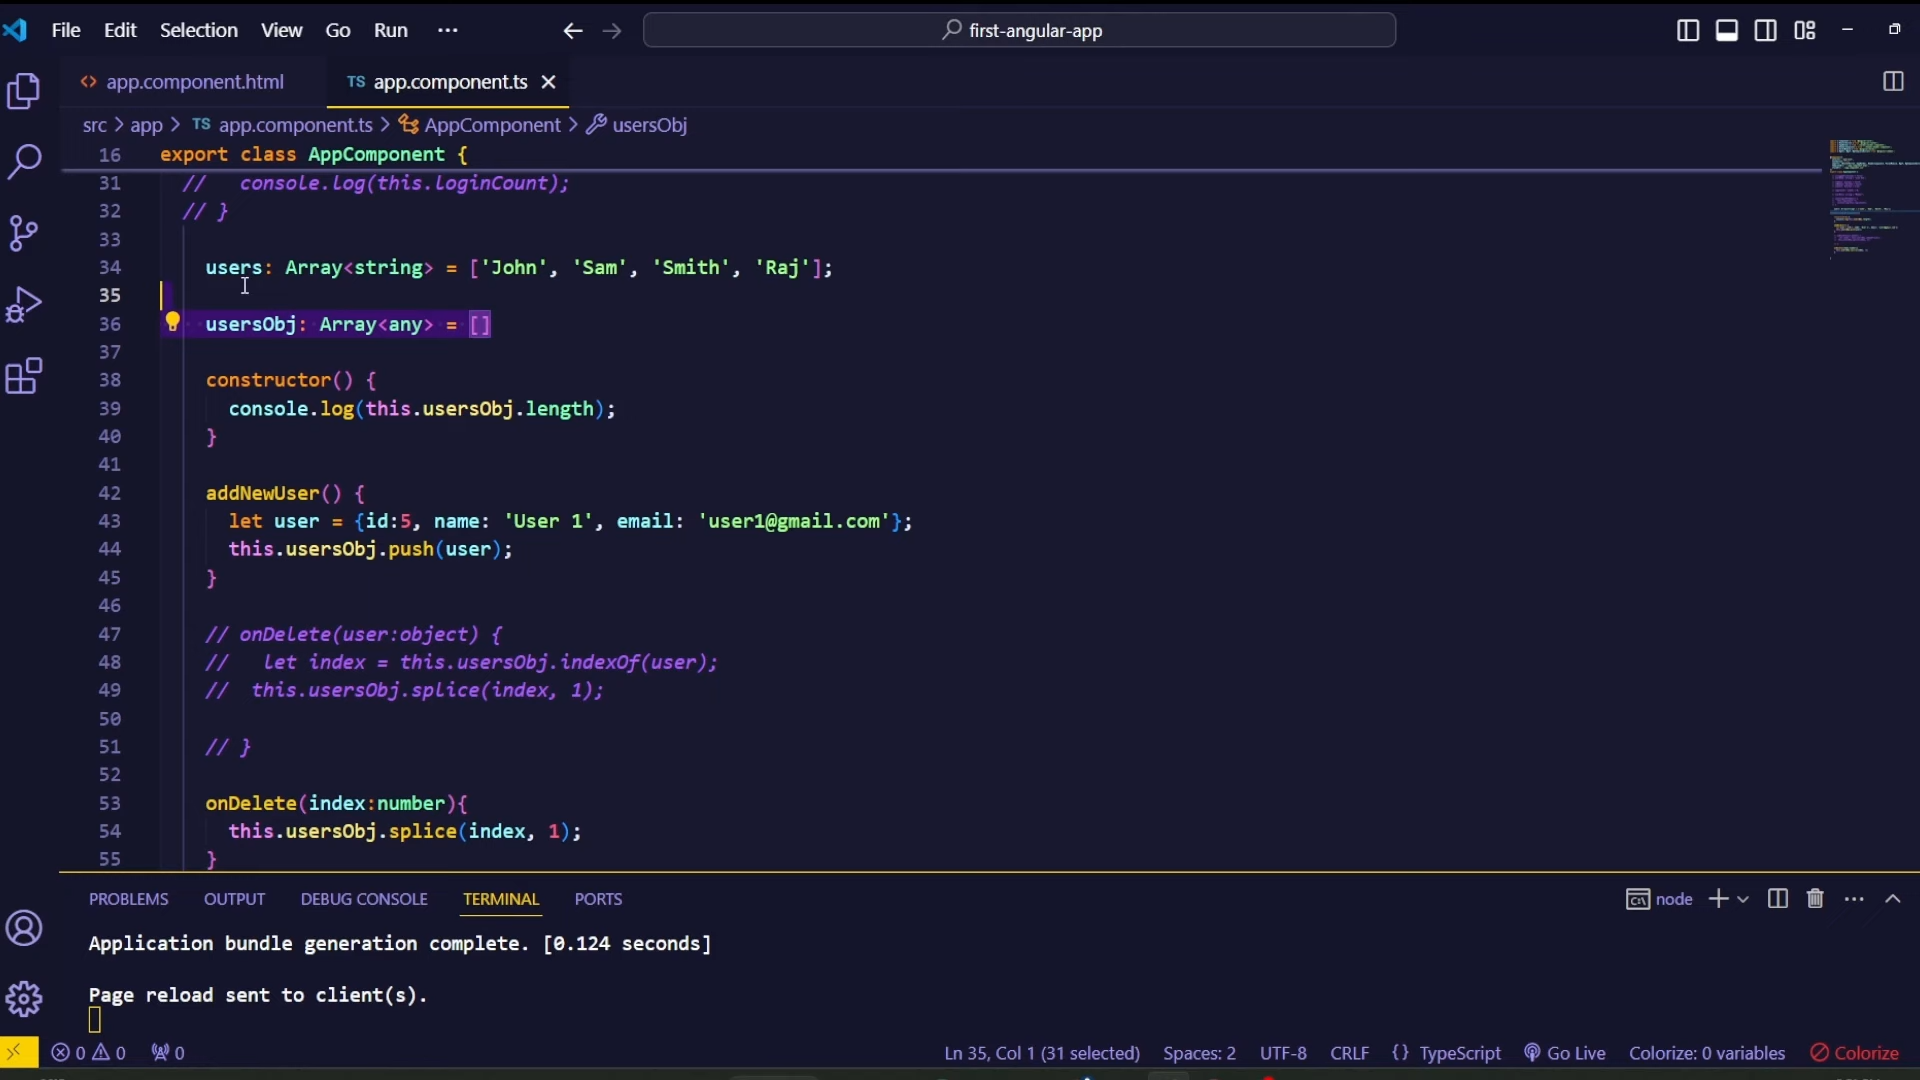 File Edit Selection View Go Run ··· first-angular-app
app.component.html TS app.component.ts
src > app > TS app.component.ts > AppComponent > usersObj
16 export class AppComponent {
31 //   console.log(this.loginCount);
32 // }
33
34 users: Array<string> = ['John', 'Sam', 'Smith', 'Raj'];
35
36 usersObj: Array<any> = []
37
38 constructor() {
39 console.log(this.usersObj.length);
40 }
41
42 addNewUser() {
43 let user = {id:5, name: 'User 1', email: 'user1@gmail.com'};
44 this.usersObj.push(user);
45 }
46
47 // onDelete(user:object) {
48 //   let index = this.usersObj.indexOf(user);
49 //  this.usersObj.splice(index, 1);
50
51 // }
52
53 onDelete(index:number){
54 this.usersObj.splice(index, 1);
55 }
PROBLEMS OUTPUT DEBUG CONSOLE TERMINAL PORTS node
Application bundle generation complete. [0.124 seconds]
Page reload sent to client(s).
0 0 0 Ln 35, Col 1 (31 selected) Spaces: 2 UTF-8 CRLF {} TypeScript Go Live Colorize: 0 variables Colorize